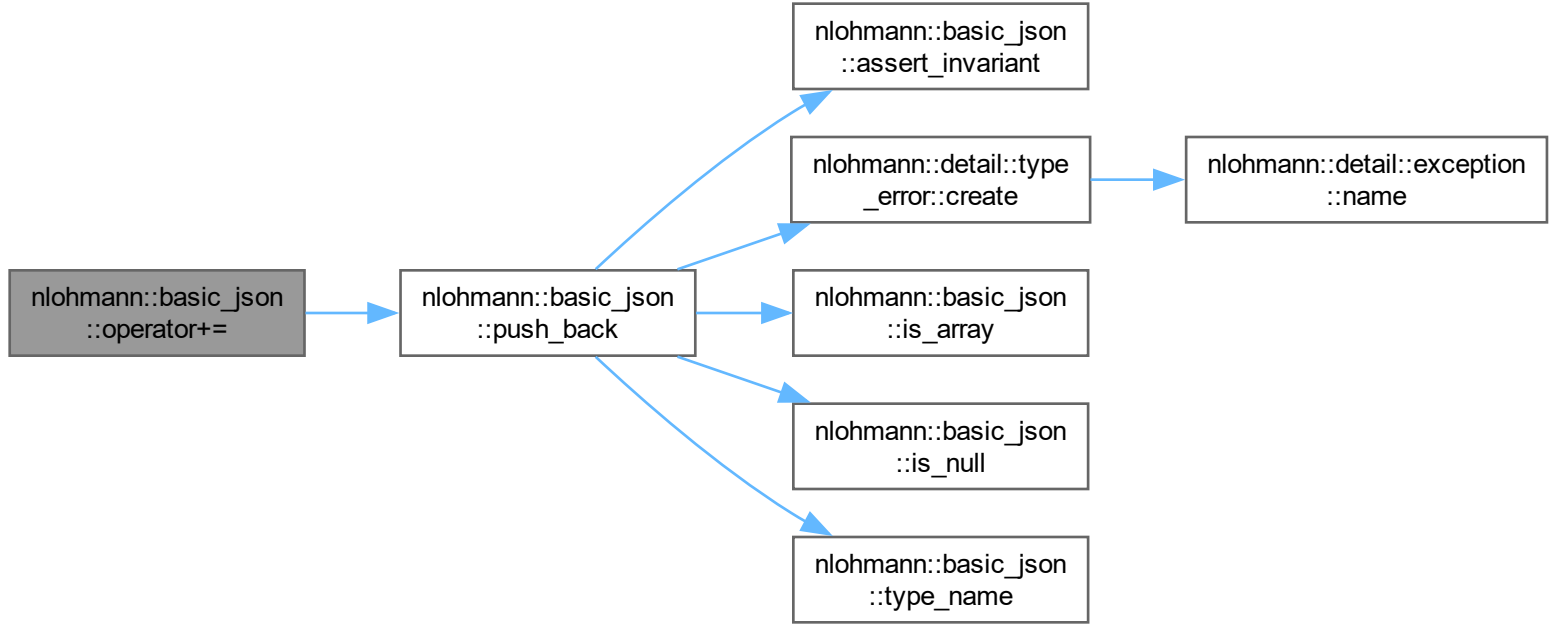 nlohmann::basic_json
::operator+=
nlohmann::basic_json
::push_back
nlohmann::basic_json
::assert_invariant
nlohmann::detail::type
_error::create
nlohmann::detail::exception
::name
nlohmann::basic_json
::is_array
nlohmann::basic_json
::is_null
nlohmann::basic_json
::type_name